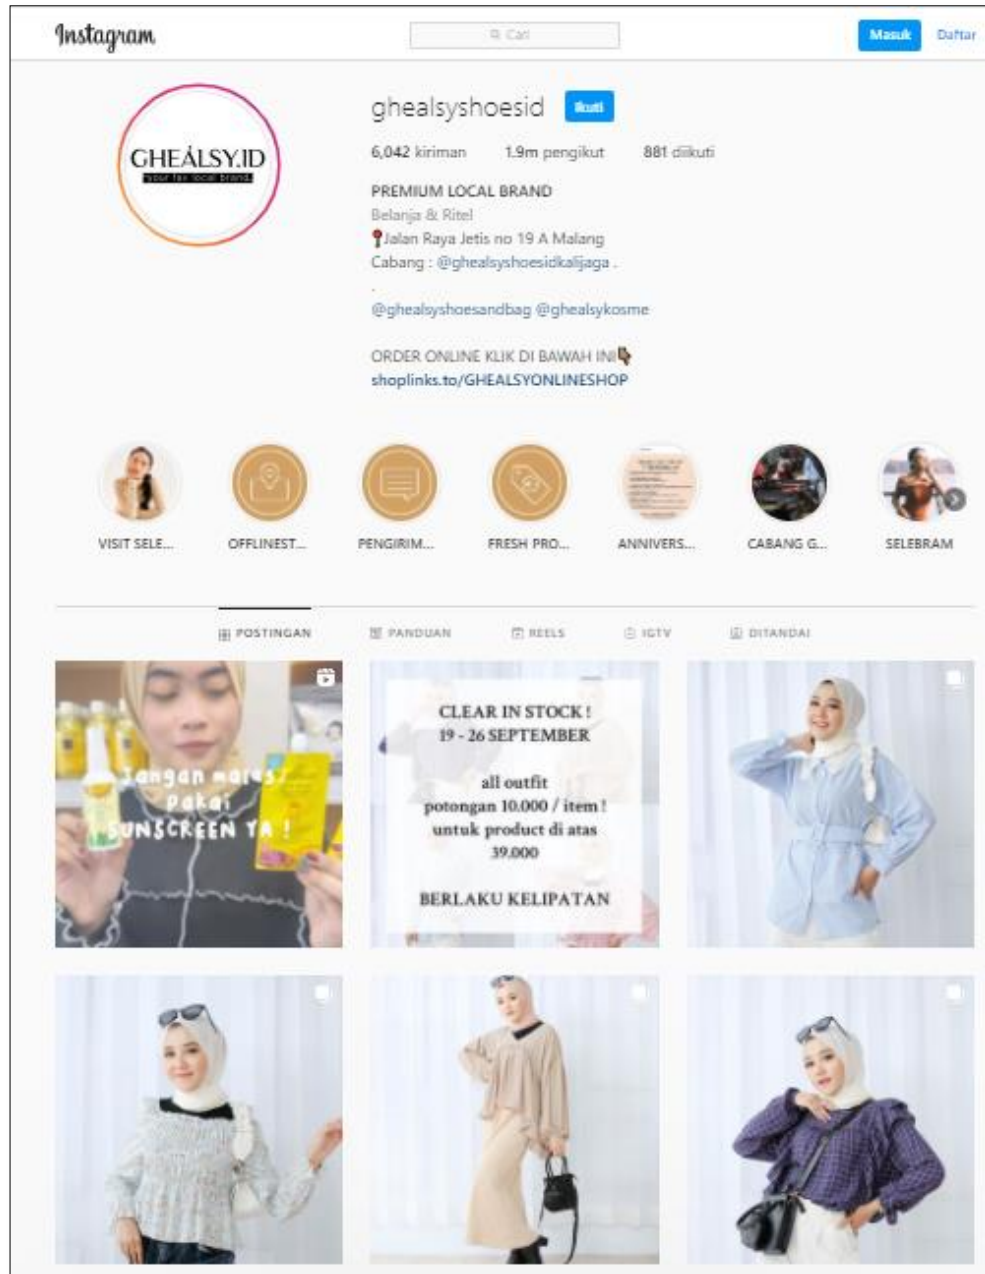 Instagram
Cari
Masuk Daftar
GHEÁLSY.ID
your fav local brand.
ghealsyshoesid Ikuti
6,042 kiriman 1.9m pengikut 881 diikuti
PREMIUM LOCAL BRAND
Belanja & Ritel
Jalan Raya Jetis no 19 A Malang
Cabang : @ghealsyshoesidkalijaga .
.
@ghealsyshoesandbag @ghealsykosme
ORDER ONLINE KLIK DI BAWAH INI
shoplinks.to/GHEALSYONLINESHOP
VISIT SELE... OFFLINEST... PENGIRIM... FRESH PRO... ANNIVERS... CABANG G... SELEBRAM
POSTINGAN PANDUAN REELS IGTV DITANDAI
Jangan males
pakai
SUNSCREEN YA !
CLEAR IN STOCK !
19 - 26 SEPTEMBER
all outfit
potongan 10.000 / item !
untuk product di atas
39.000
BERLAKU KELIPATAN